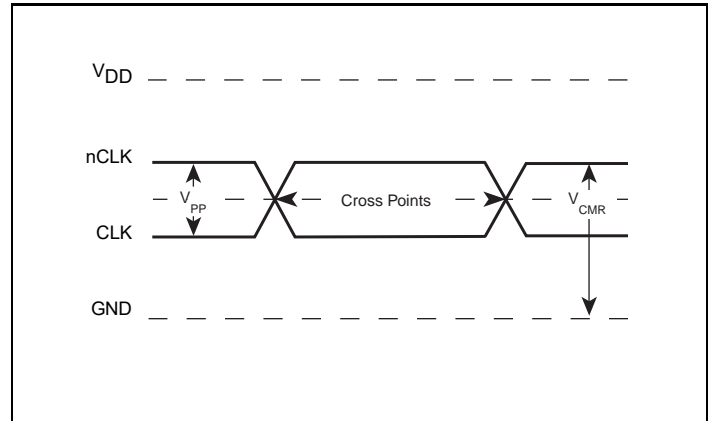 VDD
nCLK
VPP
Cross Points
VCMR
CLK
GND